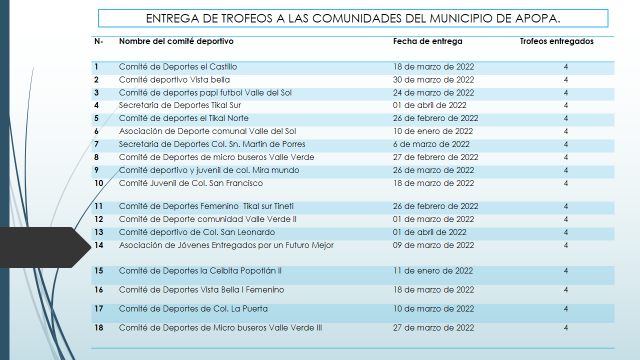 ENTREGA DE TROFEOS A LAS COMUNIDADES DEL MUNICIPIO DE APOPA.
N- Nombre del comité deportivo Fecha de entrega Trofeos entregados
1 Comité de Deportes el Castillo 18 de marzo de 2022 4
2 Comité deportivo Vista bella 30 de marzo de 2022 4
3 Comité de deportes papi futbol Valle del Sol 24 de marzo de 2022 4
4 Secretaria de Deportes Tikal Sur 01 de abril de 2022 4
5 Comité de deportes el Tikal Norte 26 de febrero de 2022 4
6 Asociación de Deporte comunal Valle del Sol 10 de enero de 2022 4
7 Secretaria de Deportes Col. Sn. Martin de Porres 6 de marzo de 2022 4
8 Comité de Deportes de micro buseros Valle Verde 27 de febrero de 2022 4
9 Comité deportivo y juvenil de col. Mira mundo 26 de marzo de 2022 4
10 Comité Juvenil de Col. San Francisco 18 de marzo de 2022 4
11 Comité de Deportes Femenino Tikal sur Tineti 26 de febrero de 2022 4
12 Comité de Deporte comunidad Valle Verde II 01 de marzo de 2022 4
13 Comité deportivo de Col. San Leonardo 01 de abril de 2022 4
14 Asociación de Jóvenes Entregados por un Futuro Mejor 09 de marzo de 2022 4
15 Comité de Deportes la Ceibita Popotlán II 11 de enero de 2022 4
16 Comité de Deportes Vista Bella I Femenino 18 de marzo de 2022 4
17 Comité de Deportes de Col. La Puerta 10 de marzo de 2022 4
18 Comité de Deportes de Micro buseros Valle Verde III 27 de marzo de 2022 4